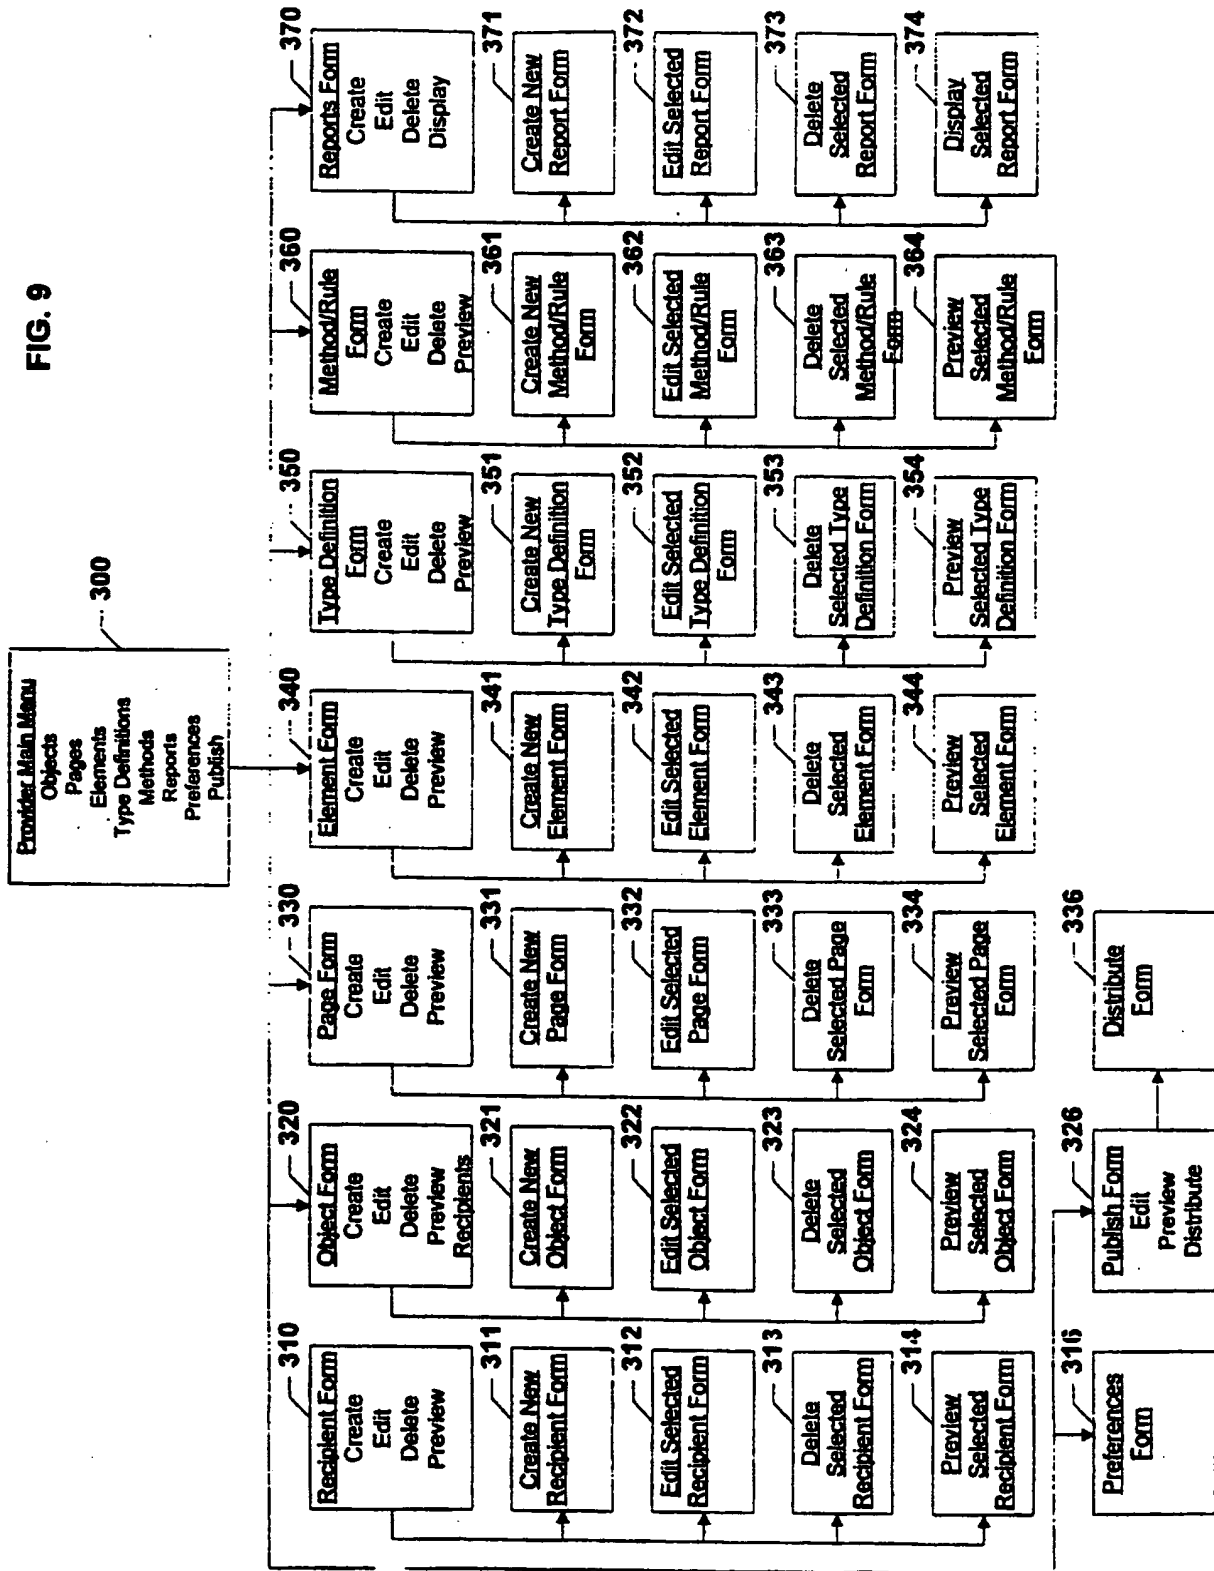 FIG. 9
Provider Main Menu
Objects
Pages
Elements
Type Definitions
Methods
Reports
Preferences
Publish
300
310
Recipient Form
Create
Edit
Delete
Preview
320
Object Form
Create
Edit
Delete
Preview
Recipients
330
Page Form
Create
Edit
Delete
Preview
340
Element Form
Create
Edit
Delete
Preview
350
Type Definition
Form
Create
Edit
Delete
Preview
360
Method/Rule
Form
Create
Edit
Delete
Preview
370
Reports Form
Create
Edit
Delete
Display
311
Create New
Recipient Form
321
Create New
Object Form
331
Create New
Page Form
341
Create New
Element Form
351
Create New
Type Definition
Form
361
Create New
Method/Rule
Form
371
Create New
Report Form
312
Edit Selected
Recipient Form
322
Edit Selected
Object Form
332
Edit Selected
Page Form
342
Edit Selected
Element Form
352
Edit Selected
Type Definition
Form
362
Edit Selected
Method/Rule
Form
372
Edit Selected
Report Form
313
Delete
Selected
Recipient Form
323
Delete
Selected
Object Form
333
Delete
Selected Page
Form
343
Delete
Selected
Element Form
353
Delete
Selected Type
Definition Form
363
Delete
Selected
Method/Rule
Form
373
Delete
Selected
Report Form
314
Preview
Selected
Recipient Form
324
Preview
Selected
Object Form
334
Preview
Selected Page
Form
344
Preview
Selected
Element Form
354
Preview
Selected Type
Definition Form
364
Preview
Selected
Method/Rule
Form
374
Display
Selected
Report Form
316
Preferences
Form
326
Publish Form
Edit
Preview
Distribute
336
Distribute
Form